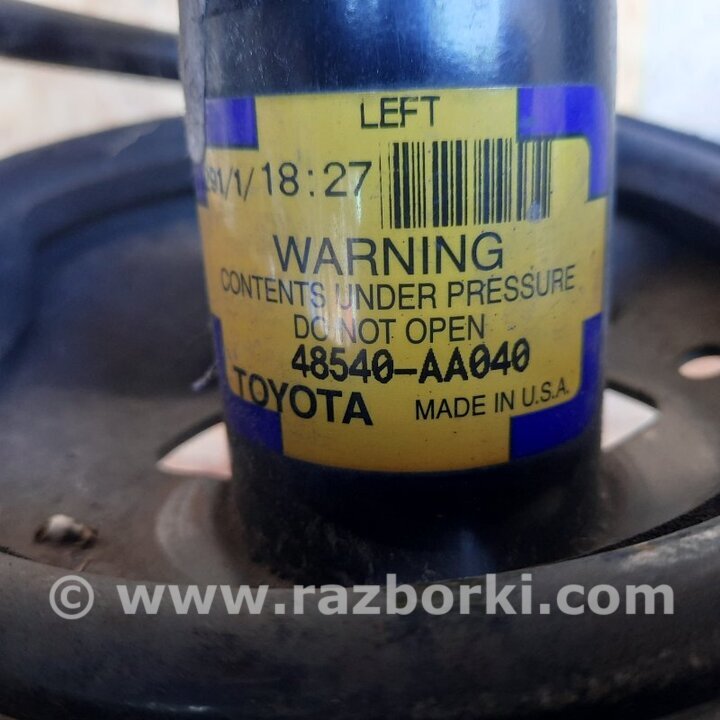 LEFT
91/1/ 18:27
WARNING
CONTENTS UNDER PRESSURE
DO NOT OPEN
48540-AA040
TOYOTA MADE IN U.S.A.
© www.razborki.com